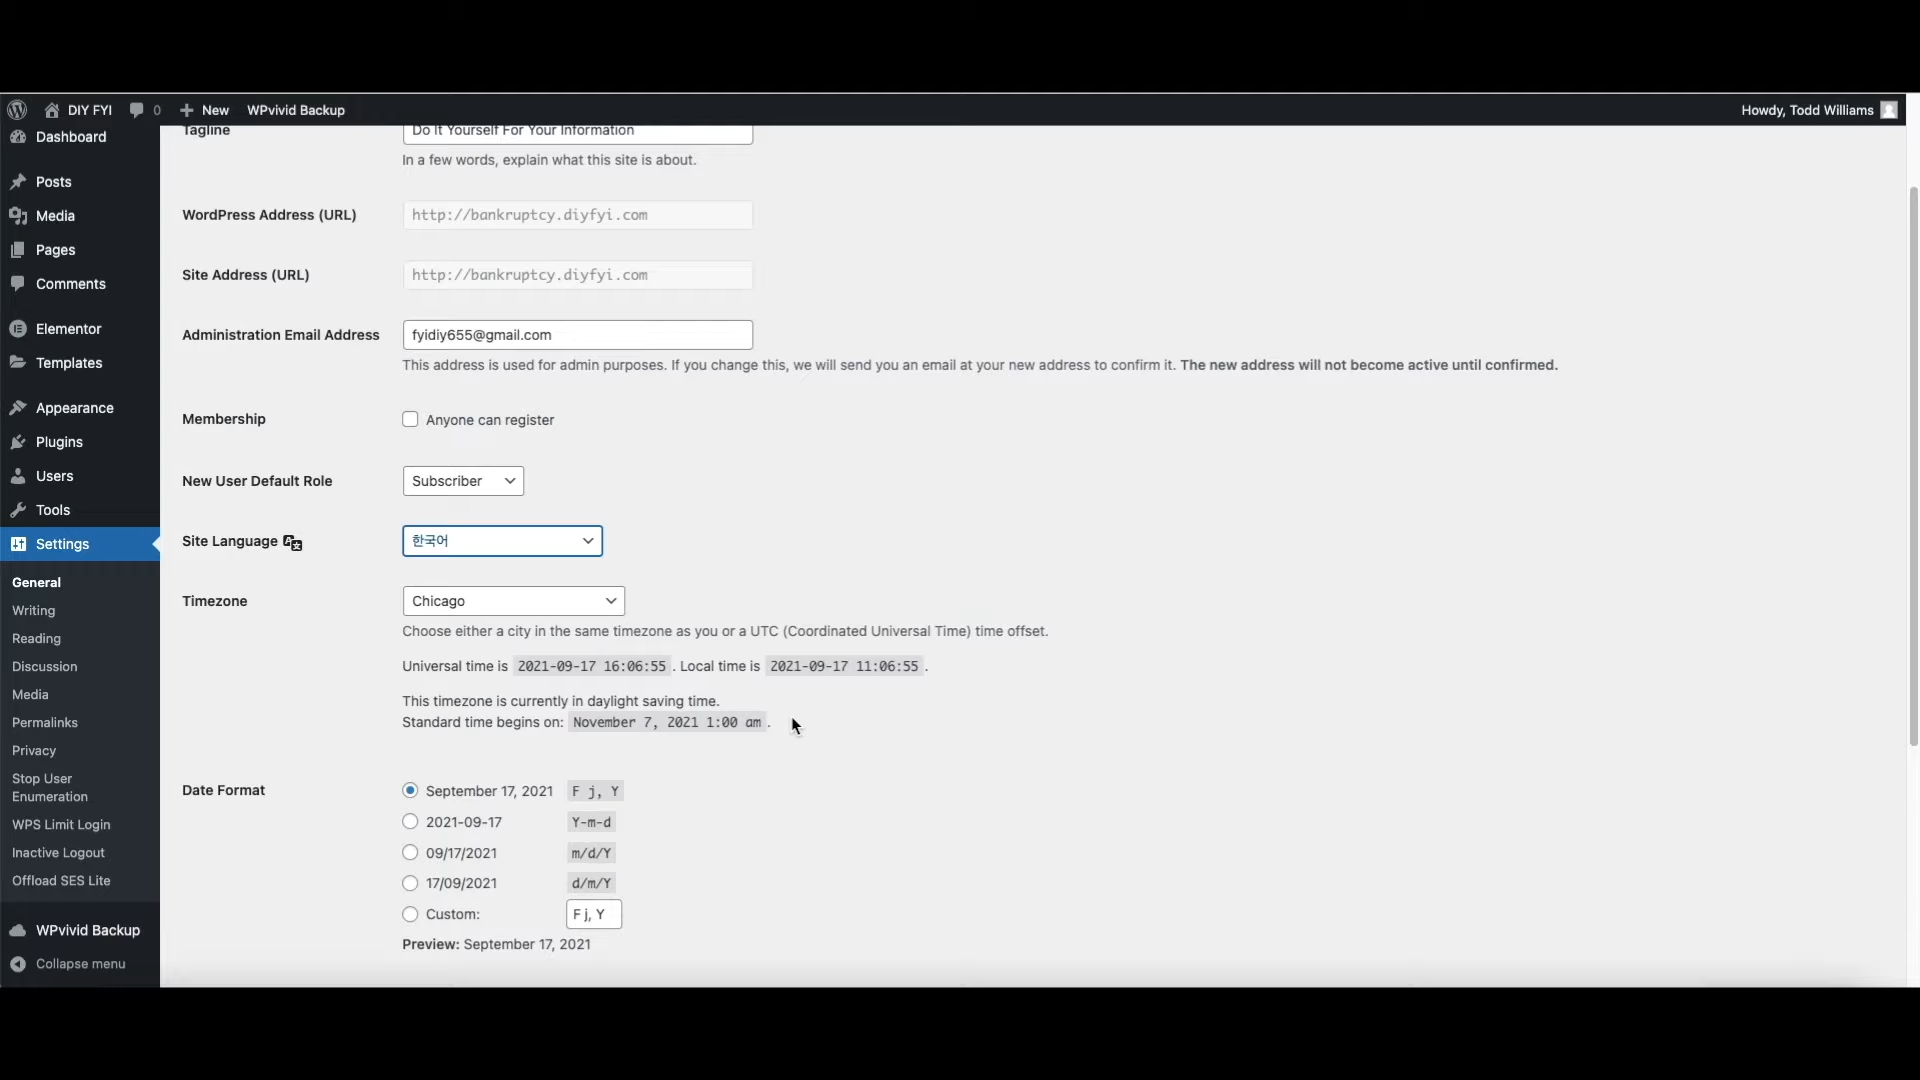 DIY FYI 0 New WPvivid Backup Howdy, Todd Williams
Dashboard
Posts
Media
Pages
Comments
Elementor
Templates
Appearance
Plugins
Users
Tools
Settings
General
Writing
Reading
Discussion
Media
Permalinks
Privacy
Stop User
Enumeration
WPS Limit Login
Inactive Logout
Offload SES Lite
WPvivid Backup
Collapse menu
Tagline Do It Yourself For Your Information
In a few words, explain what this site is about.
WordPress Address (URL) http://bankruptcy.diyfyi.com
Site Address (URL) http://bankruptcy.diyfyi.com
Administration Email Address fyidiy655@gmail.com
This address is used for admin purposes. If you change this, we will send you an email at your new address to confirm it. The new address will not become active until confirmed.
Membership Anyone can register
New User Default Role Subscriber
Site Language 한국어
Timezone Chicago
Choose either a city in the same timezone as you or a UTC (Coordinated Universal Time) time offset.
Universal time is 2021-09-17 16:06:55 . Local time is 2021-09-17 11:06:55 .
This timezone is currently in daylight saving time.
Standard time begins on: November 7, 2021 1:00 am .
Date Format September 17, 2021 F j, Y
2021-09-17 Y-m-d
09/17/2021 m/d/Y
17/09/2021 d/m/Y
Custom: F j, Y
Preview: September 17, 2021